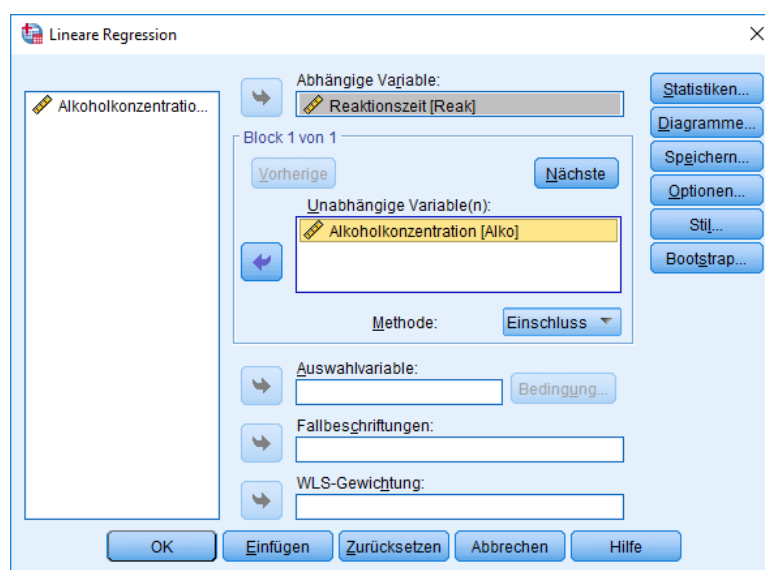 Lineare Regression
Alkoholkonzentratio...
Abhängige Variable:
Reaktionszeit [Reak]
Block 1 von 1
Vorherige
Nächste
Unabhängige Variable(n):
Alkoholkonzentration [Alko]
Methode:
Einschluss
Auswahlvariable:
Bedingung...
Fallbeschriftungen:
WLS-Gewichtung:
Statistiken...
Diagramme...
Speichern...
Optionen...
Stil...
Bootstrap...
OK
Einfügen
Zurücksetzen
Abbrechen
Hilfe